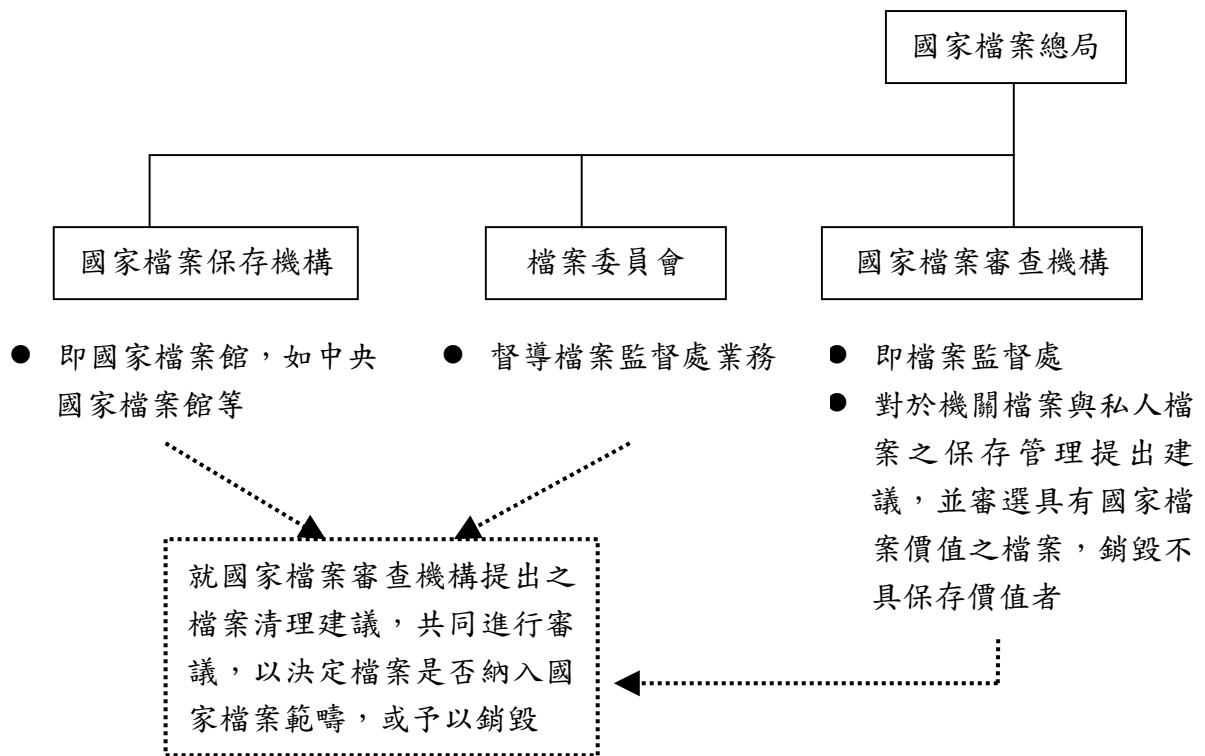 國家檔案總局
國家檔案保存機構
檔案委員會
國家檔案審查機構
● 即國家檔案館，如中央
國家檔案館等
● 督導檔案監督處業務
● 即檔案監督處
● 對於機關檔案與私人檔
案之保存管理提出建
議，並審選具有國家檔
案價值之檔案，銷毀不
具保存價值者
就國家檔案審查機構提出之
檔案清理建議，共同進行審
議，以決定檔案是否納入國
家檔案範疇，或予以銷毀